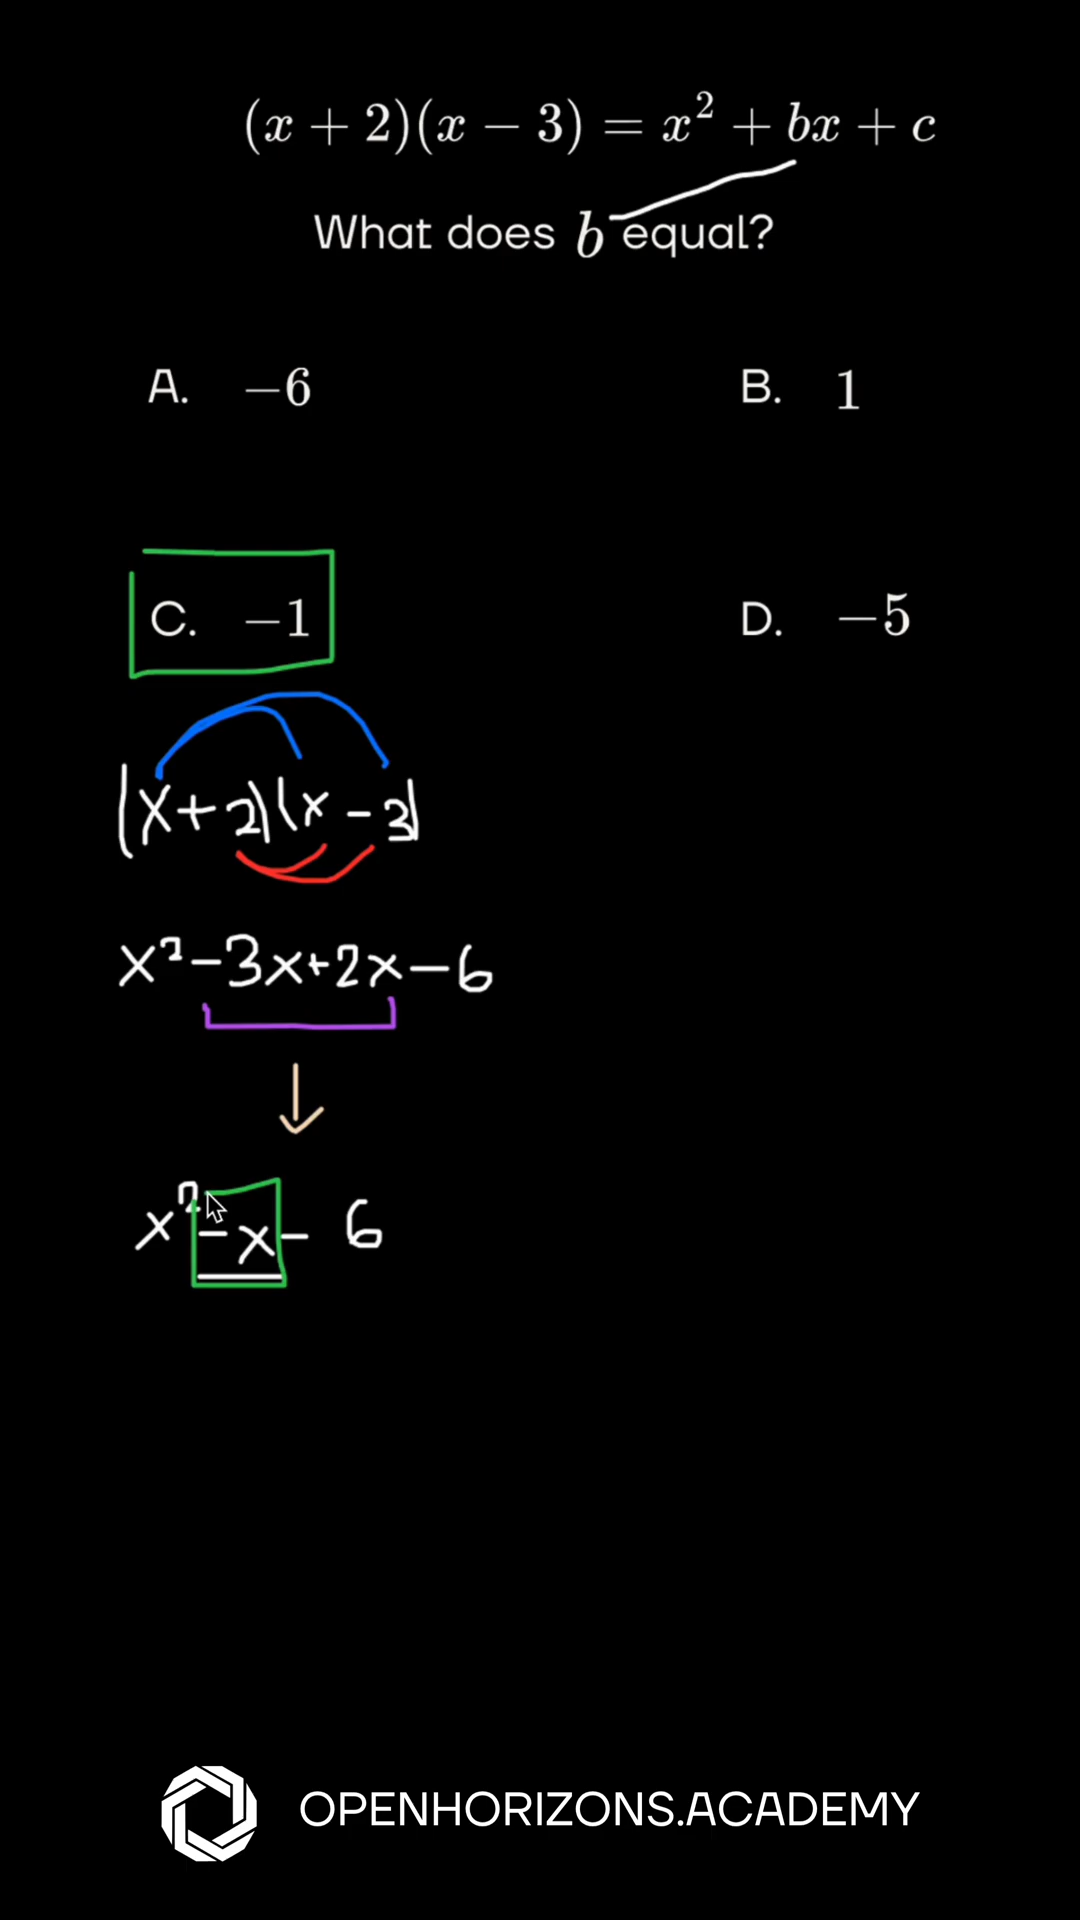 (x + 2)(x − 3) = x² + bx + c
What does b equal?
A. −6
B. 1
C. −1
D. −5
(x+2)(x-3)
x²-3x+2x-6
x²-x-6
OPENHORIZONS.ACADEMY